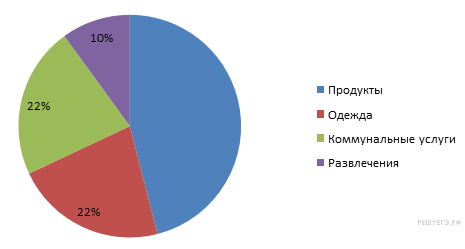 10%
22%
22%
Продукты
Одежда
Коммунальные услуги
Развлечения
РЕШУЕГЭ.РФ